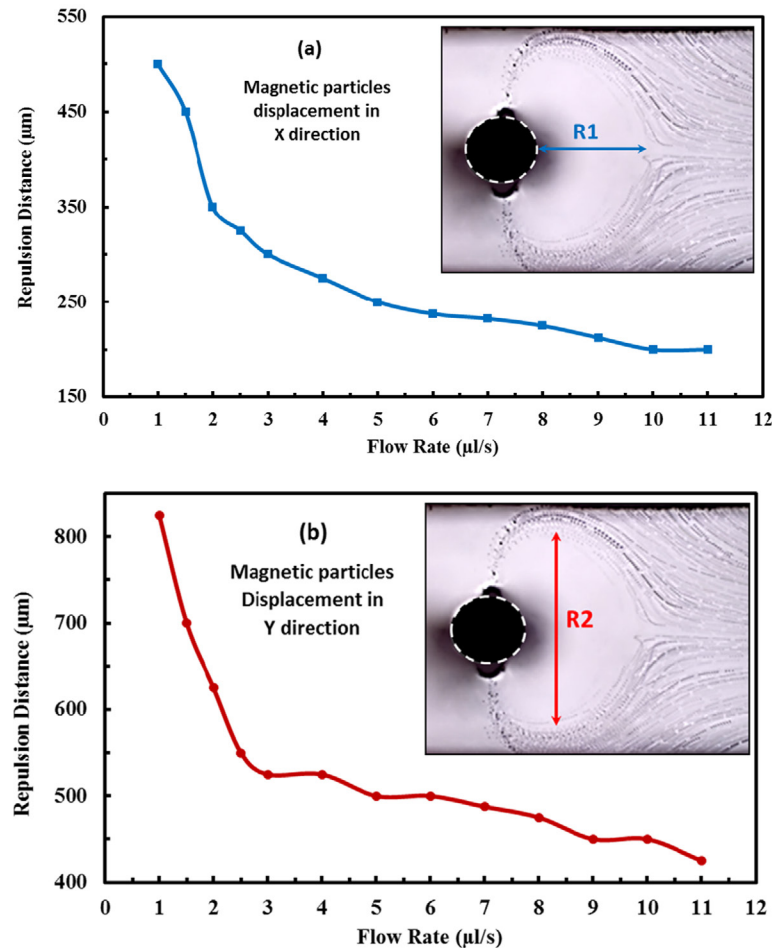 550
(a)
Magnetic particles
displacement in
X direction
R1
450
350
250
150
Repulsion Distance (µm)
0 1 2 3 4 5 6 7 8 9 10 11 12
Flow Rate (µl/s)
800
(b)
Magnetic particles
Displacement in
Y direction
R2
700
600
500
400
Repulsion Distance (µm)
0 1 2 3 4 5 6 7 8 9 10 11 12
Flow Rate (µl/s)